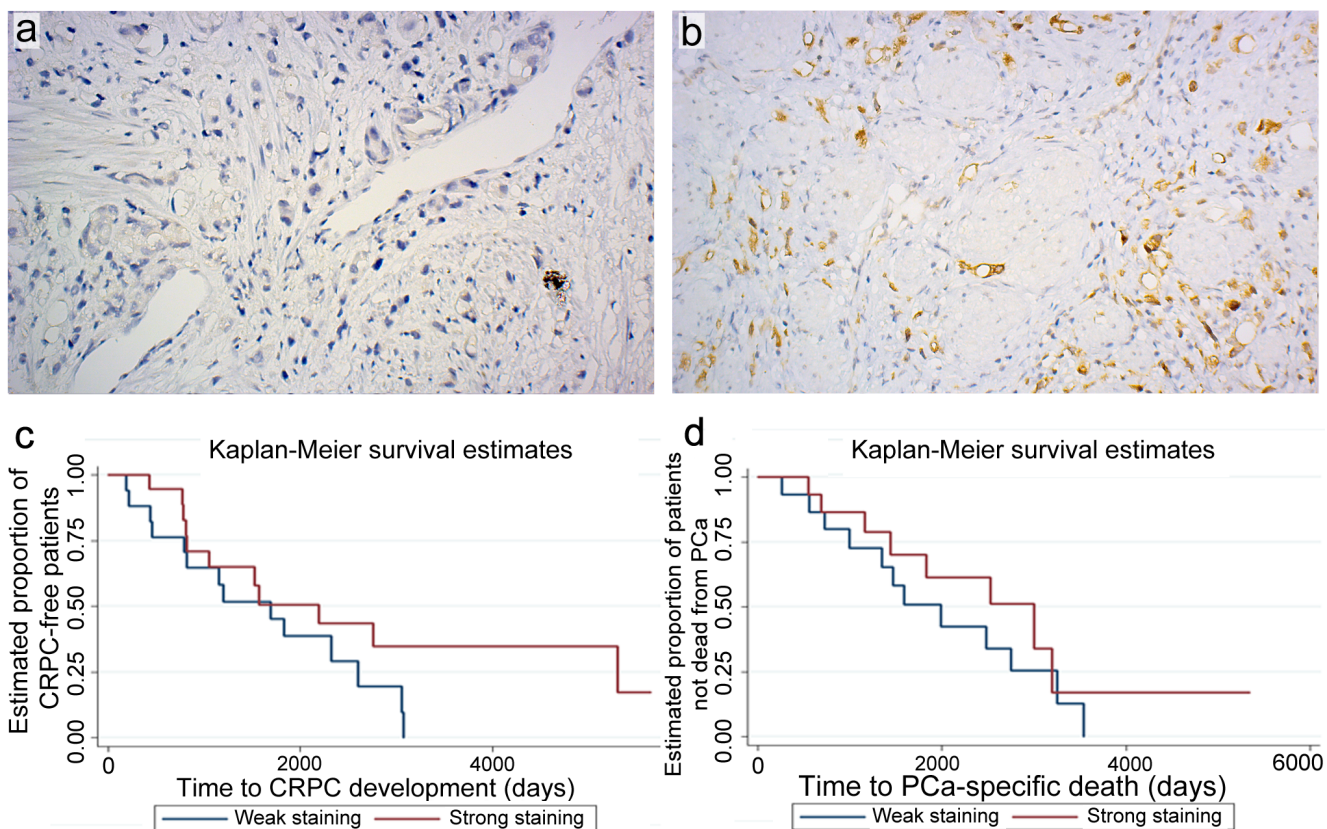 a
b
c
Kaplan-Meier survival estimates
Estimated proportion of
CRPC-free patients
1.00
0.75
0.50
0.25
0.00
0
2000
4000
Time to CRPC development (days)
Weak staining
Strong staining
d
Kaplan-Meier survival estimates
Estimated proportion of patients
not dead from PCa
1.00
0.75
0.50
0.25
0.00
0
2000
4000
6000
Time to PCa-specific death (days)
Weak staining
Strong staining